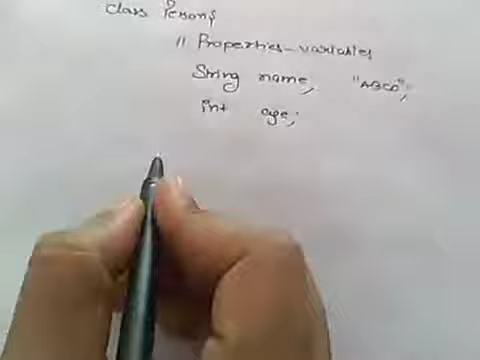 class Person{
// Properties - variables
String name, "ABCD";
int age;